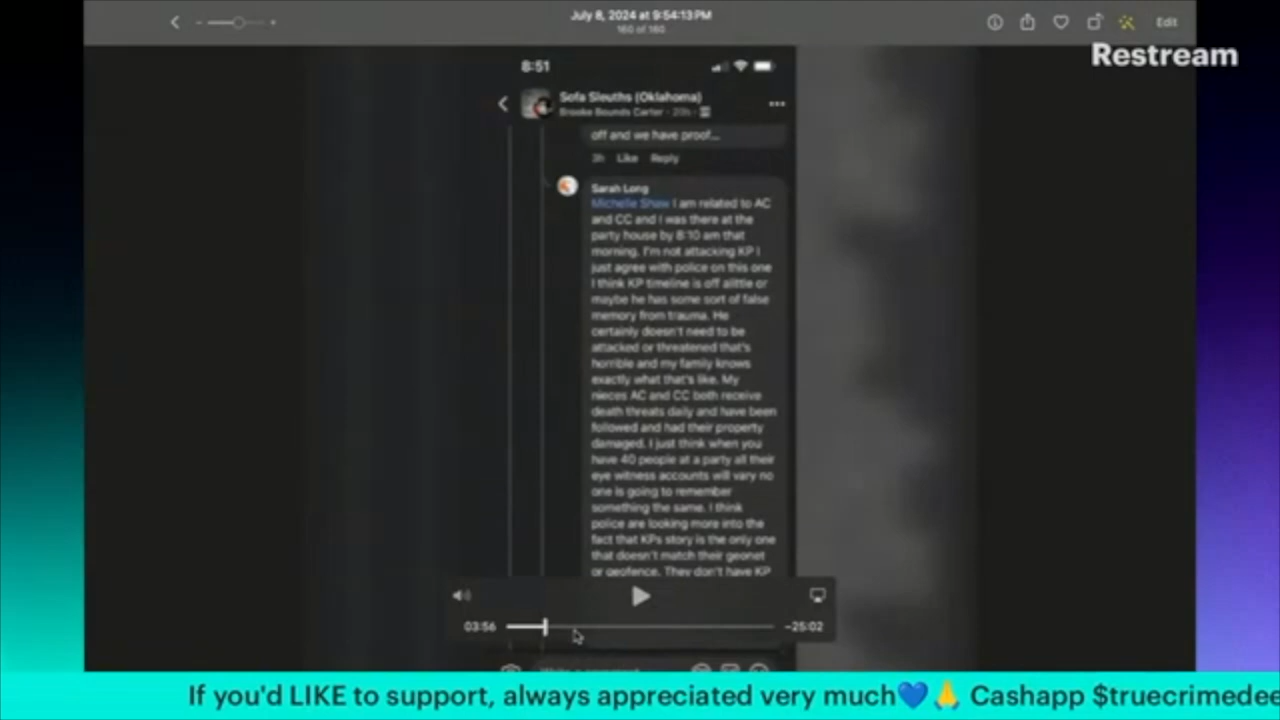 July 8, 2024 at 9:54:13 PM
160 of 160
Edit
Restream
8:51
Sofa Sleuths (Oklahoma)
Brooke Bounds Carter · 20h ·
off and we have proof...
3h Like Reply
Sarah Long
Michelle Shaw I am related to AC
and CC and I was there at the
party house by 8:10 am that
morning. I'm not attacking KP I
just agree with police on this one
I think KP timeline is off alittle or
maybe he has some sort of false
memory from trauma. He
certainly doesn't need to be
attacked or threatened that's
horrible and my family knows
exactly what that's like. My
nieces AC and CC both receive
death threats daily and have been
followed and had their property
damaged. I just think when you
have 40 people at a party all their
eye witness accounts will vary no
one is going to remember
something the same. I think
police are looking more into the
fact that KPs story is the only one
that doesn't match their geonet
or geofence. They don't have KP
03:56
-25:02
If you'd LIKE to support, always appreciated very much💙🙏 Cashapp $truecrimedee